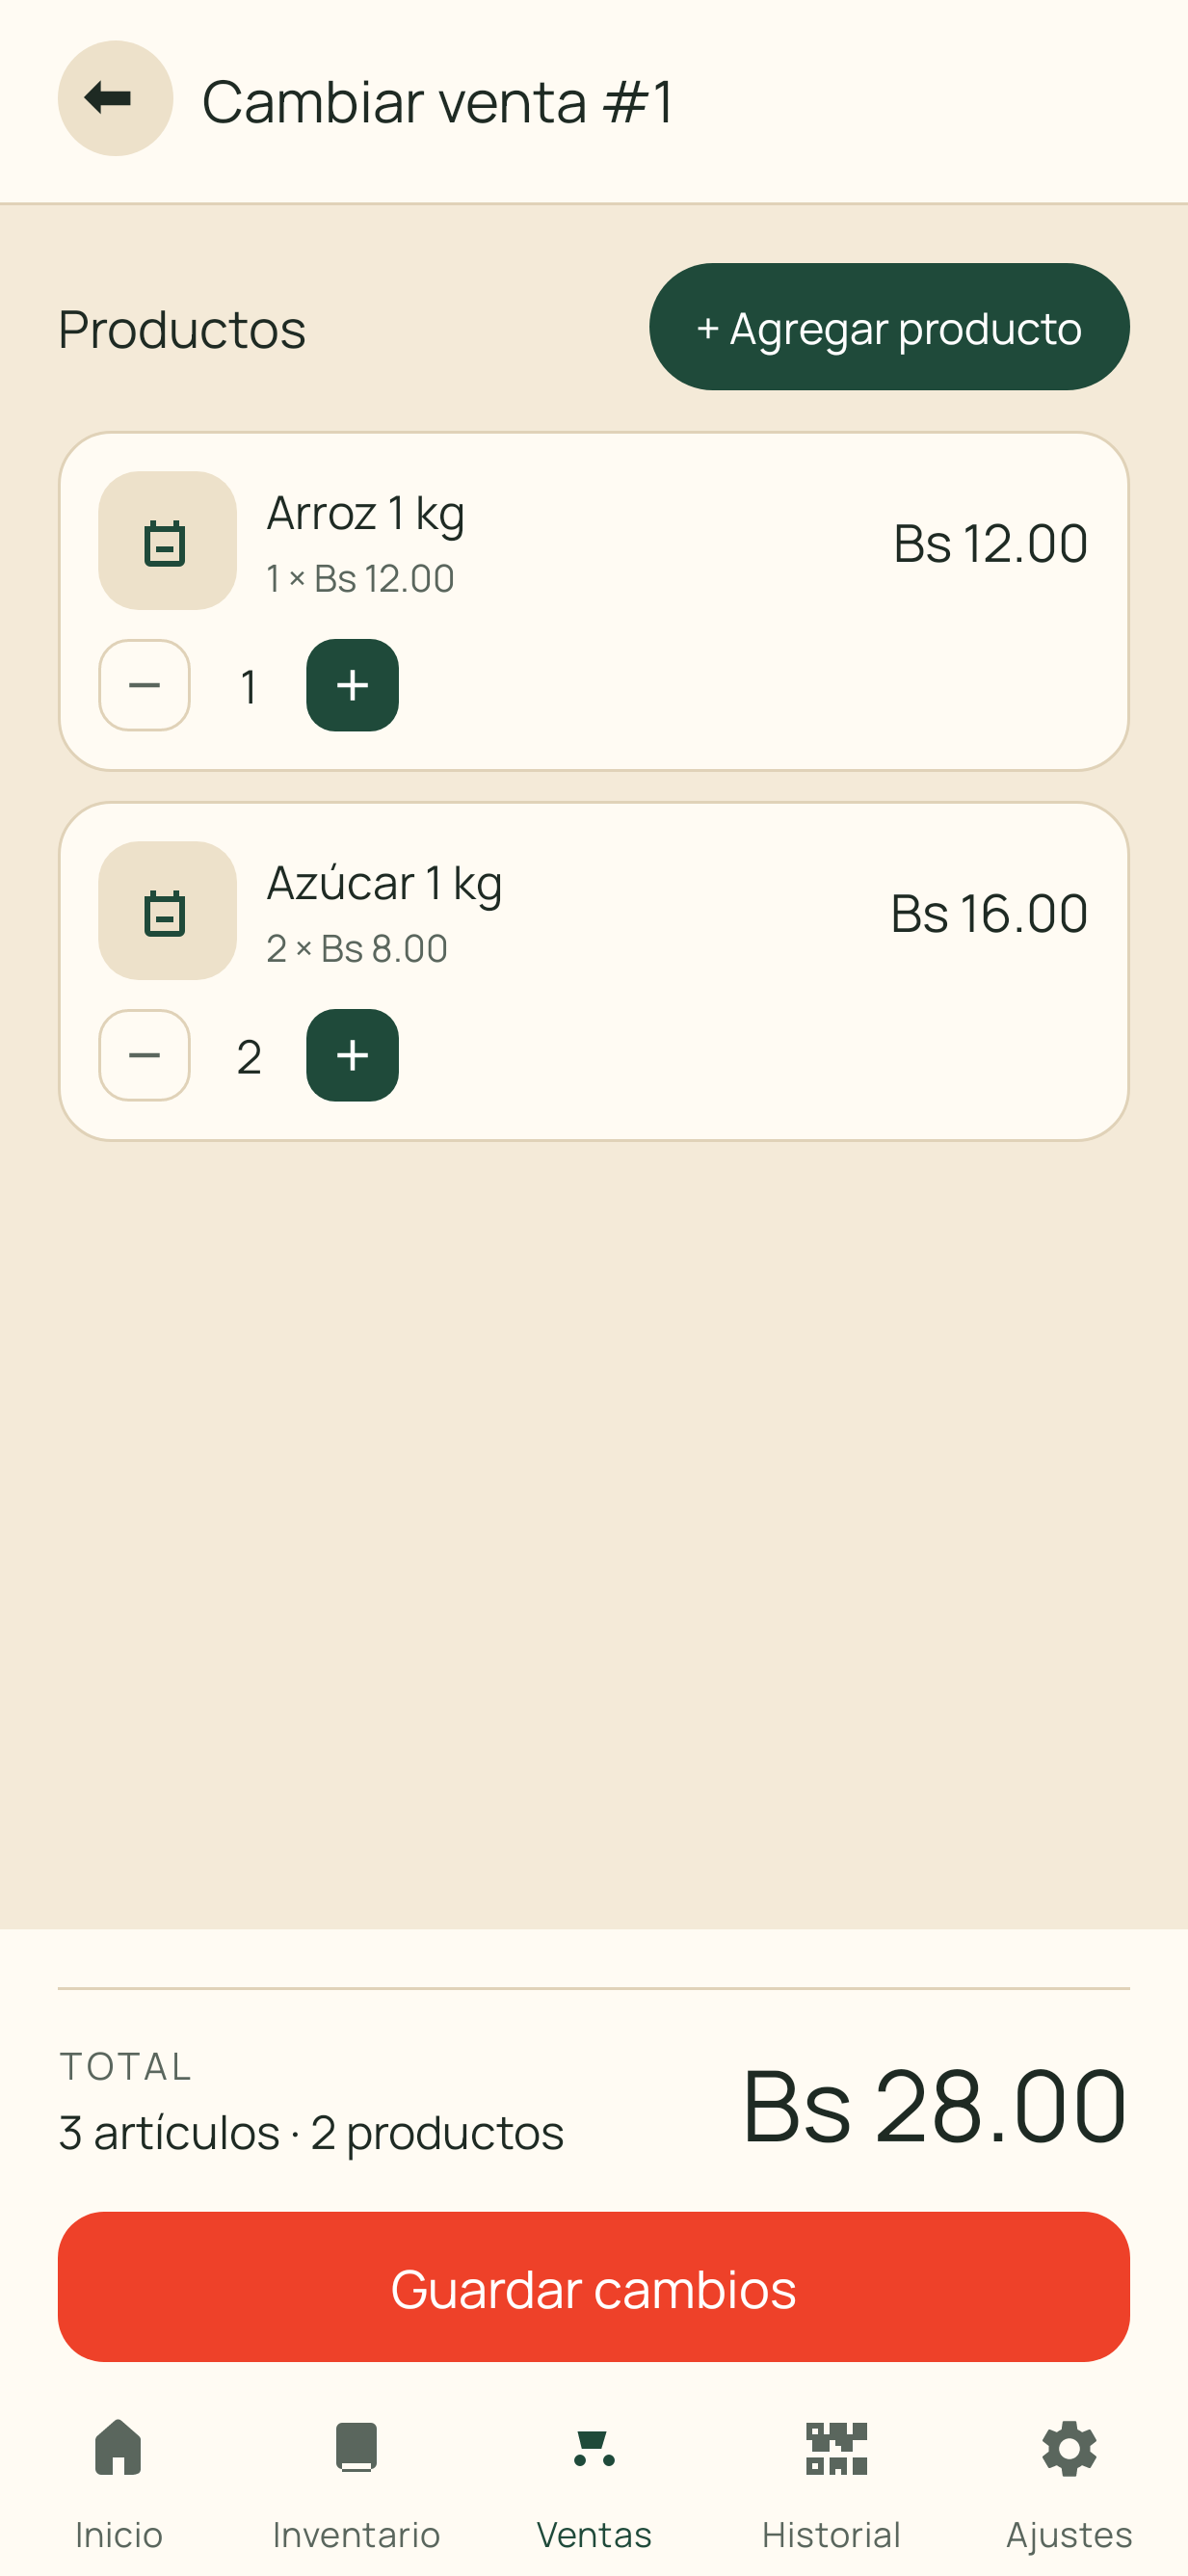 Cambiar venta #1
Productos
+ Agregar producto
Arroz 1 kg
1 × Bs 12.00
Bs 12.00
— 1 +
Azúcar 1 kg
2 × Bs 8.00
Bs 16.00
— 2 +
TOTAL
3 artículos · 2 productos
Bs 28.00
Guardar cambios
Inicio
Inventario
Ventas
Historial
Ajustes